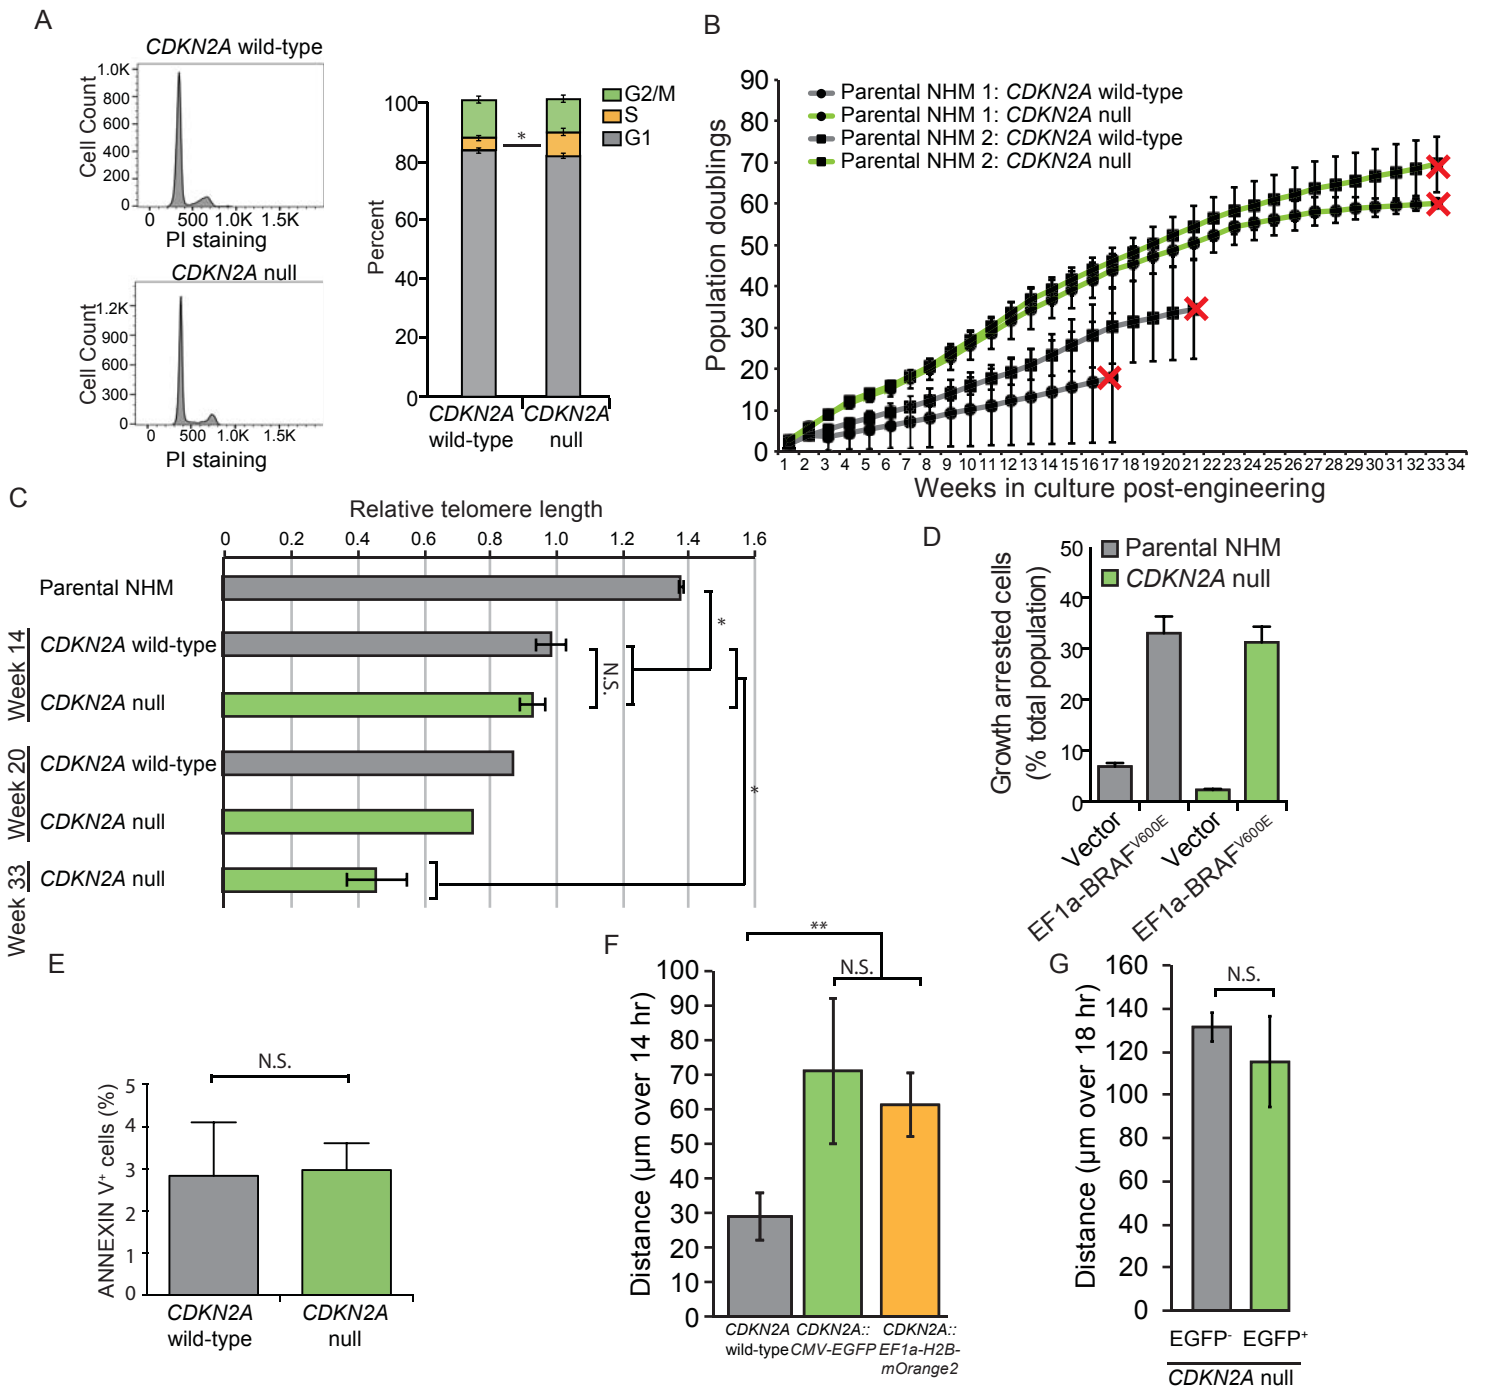 A
CDKN2A wild-type
Cell Count
1.0K
800
600
400
200
0
0 500 1.0K 1.5K
PI staining
CDKN2A null
Cell Count
1.2K
900
600
300
0
0 500 1.0K 1.5K
PI staining
Percent
100
80
60
40
20
0
*
G2/M
S
G1
CDKN2A wild-type
CDKN2A null
B
Population doublings
90
80
70
60
50
40
30
20
10
0
Parental NHM 1: CDKN2A wild-type
Parental NHM 1: CDKN2A null
Parental NHM 2: CDKN2A wild-type
Parental NHM 2: CDKN2A null
1 2 3 4 5 6 7 8 9 10 11 12 13 14 15 16 17 18 19 20 21 22 23 24 25 26 27 28 29 30 31 32 33 34
Weeks in culture post-engineering
C
Relative telomere length
0 0.2 0.4 0.6 0.8 1.0 1.2 1.4 1.6
Parental NHM
Week 14
CDKN2A wild-type
CDKN2A null
Week 20
CDKN2A wild-type
CDKN2A null
Week 33
CDKN2A null
N.S.
*
*
D
Growth arrested cells
(% total population)
50
40
30
20
10
0
Parental NHM
CDKN2A null
Vector
EF1a-BRAFV600E
Vector
EF1a-BRAFV600E
E
ANNEXIN V+ cells (%)
5
4
3
2
1
0
N.S.
CDKN2A wild-type
CDKN2A null
F
Distance (µm over 14 hr)
100
90
80
70
60
50
40
30
20
10
0
**
N.S.
CDKN2A wild-type
CDKN2A:: CMV-EGFP
CDKN2A:: EF1a-H2B-mOrange2
G
Distance (µm over 18 hr)
160
140
120
100
80
60
40
20
0
N.S.
EGFP- EGFP+
CDKN2A null